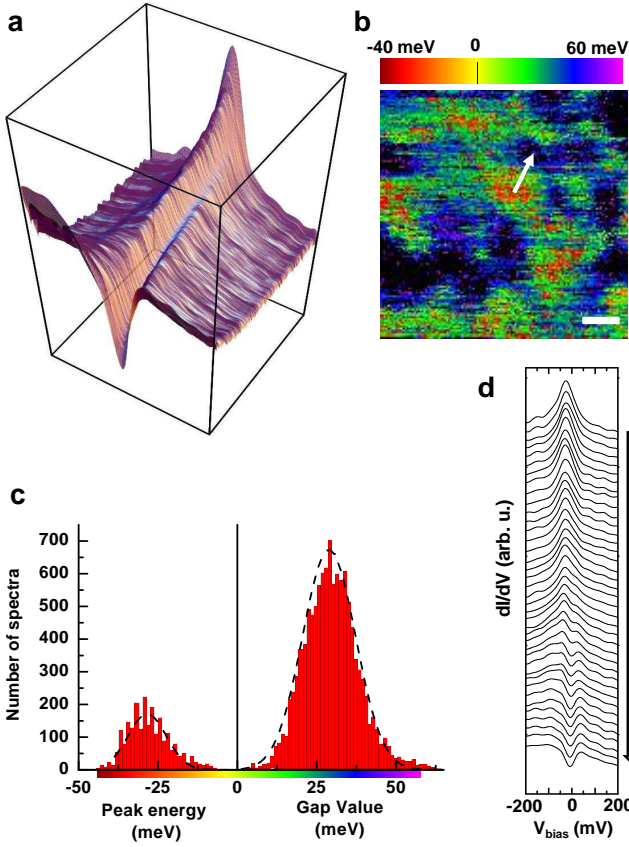 a
b
-40 meV 0 60 meV
c
Number of spectra
700
600
500
400
300
200
100
0
-50 -25 0 25 50
Peak energy (meV)
Gap Value (meV)
d
dI/dV (arb. u.)
-200 0 200
Vbias (mV)